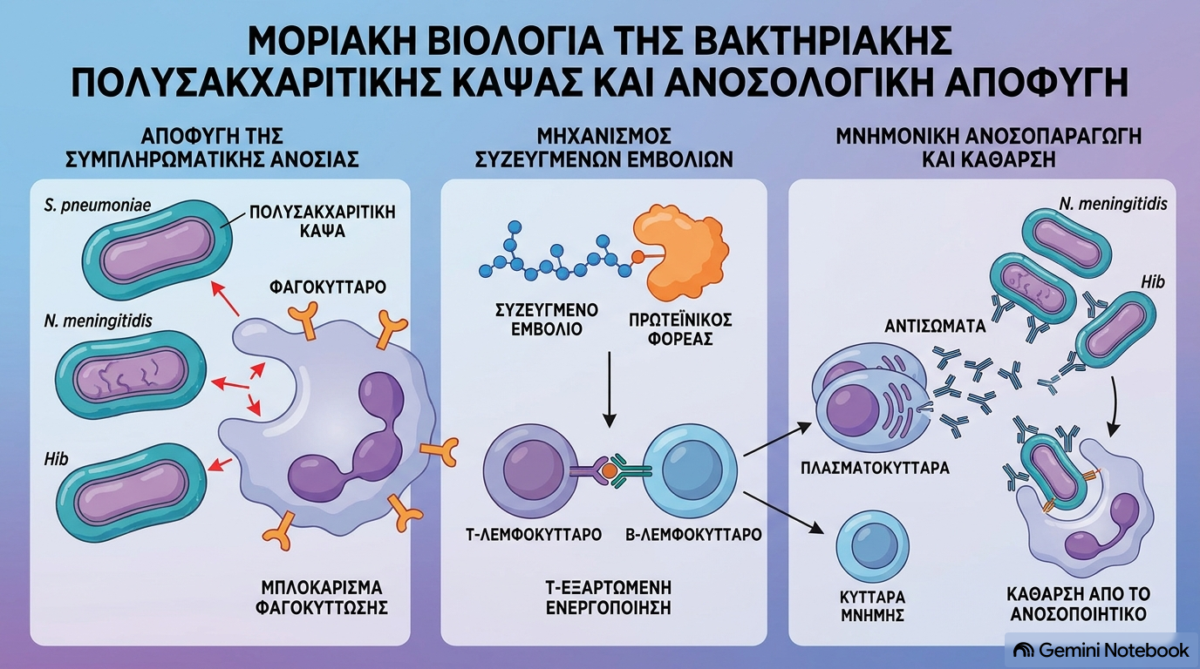 ΜΟΡΙΑΚΗ ΒΙΟΛΟΓΙΑ ΤΗΣ ΒΑΚΤΗΡΙΑΚΗΣ
ΠΟΛΥΣΑΚΧΑΡΙΤΙΚΗΣ ΚΑΨΑΣ ΚΑΙ ΑΝΟΣΟΛΟΓΙΚΗ ΑΠΟΦΥΓΗ
ΑΠΟΦΥΓΗ ΤΗΣ
ΣΥΜΠΛΗΡΩΜΑΤΙΚΗΣ ΑΝΟΣΙΑΣ
S. pneumoniae
ΠΟΛΥΣΑΚΧΑΡΙΤΙΚΗ
ΚΑΨΑ
ΦΑΓΟΚΥΤΤΑΡΟ
N. meningitidis
Hib
ΜΠΛΟΚΑΡΙΣΜΑ
ΦΑΓΟΚΥΤΤΩΣΗΣ
ΜΗΧΑΝΙΣΜΟΣ
ΣΥΖΕΥΓΜΕΝΩΝ ΕΜΒΟΛΙΩΝ
ΣΥΖΕΥΓΜΕΝΟ
ΕΜΒΟΛΙΟ
ΠΡΩΤΕΪΝΙΚΟΣ
ΦΟΡΕΑΣ
Τ-ΛΕΜΦΟΚΥΤΤΑΡΟ
Β-ΛΕΜΦΟΚΥΤΤΑΡΟ
Τ-ΕΞΑΡΤΩΜΕΝΗ
ΕΝΕΡΓΟΠΟΙΗΣΗ
ΜΝΗΜΟΝΙΚΗ ΑΝΟΣΟΠΑΡΑΓΩΓΗ
ΚΑΙ ΚΑΘΑΡΣΗ
N. meningitidis
Hib
ΑΝΤΙΣΩΜΑΤΑ
ΠΛΑΣΜΑΤΟΚΥΤΤΑΡΑ
ΚΥΤΤΑΡΑ
ΜΝΗΜΗΣ
ΚΑΘΑΡΣΗ ΑΠΟ ΤΟ
ΑΝΟΣΟΠΟΙΗΤΙΚΟ
Gemini Notebook